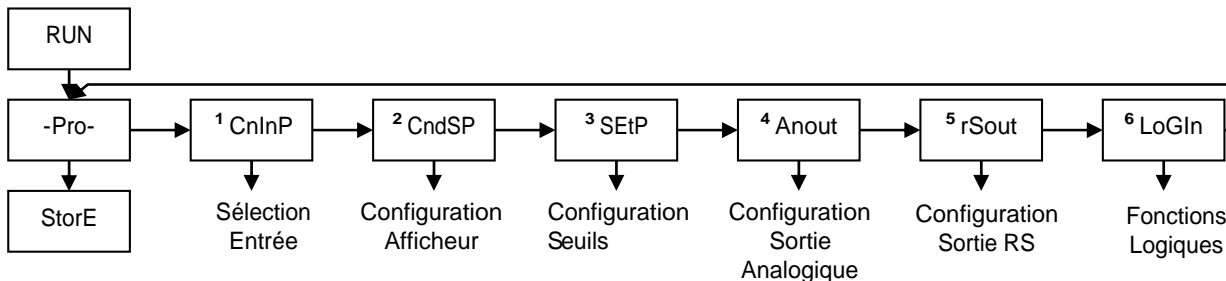 RUN
-Pro-
1 CnInP
2 CndSP
3 SEtP
4 Anout
5 rSout
6 LoGIn
StorE
Sélection
Entrée
Configuration
Afficheur
Configuration
Seuils
Configuration
Sortie
Analogique
Configuration
Sortie RS
Fonctions
Logiques